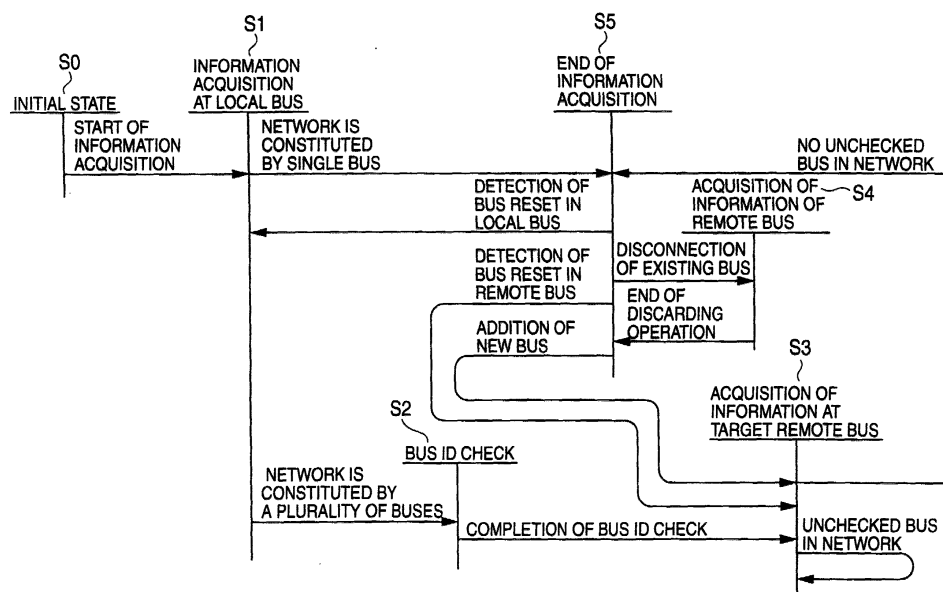 S0
INITIAL STATE
START OF
INFORMATION
ACQUISITION
S1
INFORMATION
ACQUISITION
AT LOCAL BUS
NETWORK IS
CONSTITUTED
BY SINGLE BUS
S5
END OF
INFORMATION
ACQUISITION
NO UNCHECKED
BUS IN NETWORK
DETECTION OF
BUS RESET IN
LOCAL BUS
ACQUISITION OF
INFORMATION OF
REMOTE BUS
S4
DETECTION OF
BUS RESET IN
REMOTE BUS
DISCONNECTION
OF EXISTING BUS
END OF
DISCARDING
OPERATION
ADDITION OF
NEW BUS
S3
ACQUISITION OF
INFORMATION AT
TARGET REMOTE BUS
S2
BUS ID CHECK
NETWORK IS
CONSTITUTED BY
A PLURALITY OF BUSES
COMPLETION OF BUS ID CHECK
UNCHECKED BUS
IN NETWORK